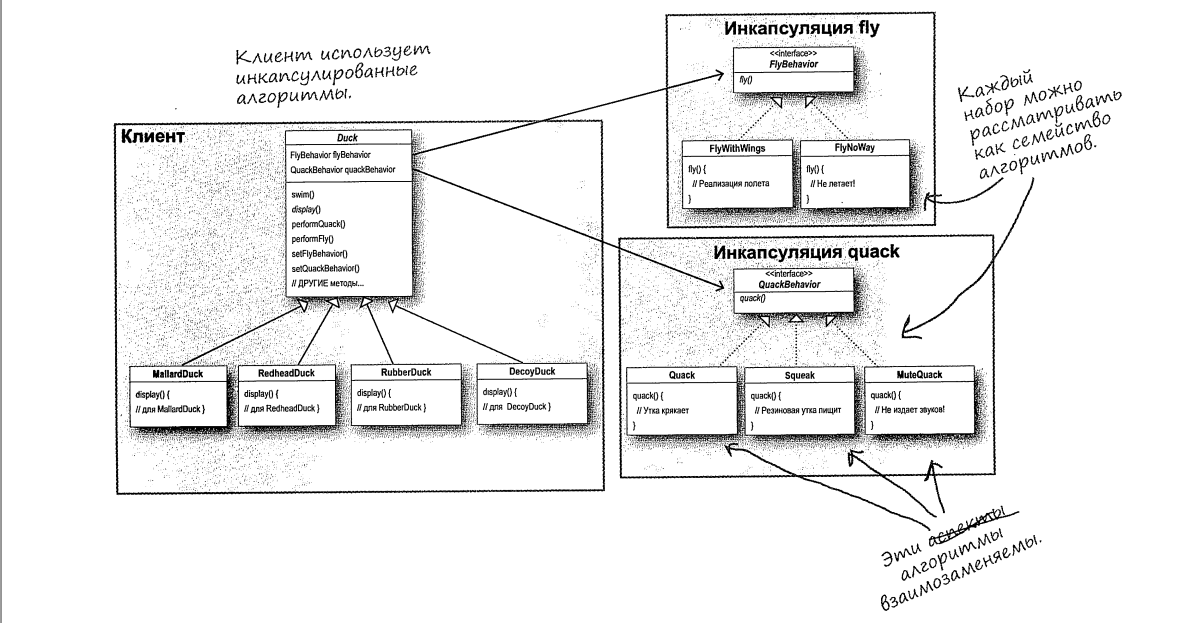 Клиент использует
инкапсулированные
алгоритмы.
Клиент
Duck
FlyBehavior flyBehavior
QuackBehavior quackBehavior
swim()
display()
performQuack()
performFly()
setFlyBehavior()
setQuackBehavior()
// ДРУГИЕ методы...
MallardDuck
display() {
// для MallardDuck }
RedheadDuck
display() {
// для RedheadDuck }
RubberDuck
display() {
// для RubberDuck }
DecoyDuck
display() {
// для DecoyDuck }
Инкапсуляция fly
<<interface>>
FlyBehavior
fly()
FlyWithWings
fly() {
// Реализация полета
}
FlyNoWay
fly() {
// Не летает!
}
Каждый
набор можно
рассматривать
как семейство
алгоритмов.
Инкапсуляция quack
<<interface>>
QuackBehavior
quack()
Quack
quack() {
// Утка крякает
}
Squeak
quack() {
// Резиновая утка пищит
}
MuteQuack
quack() {
// Не издает звуков!
}
Эти аспекты
алгоритмы
взаимозаменяемы.